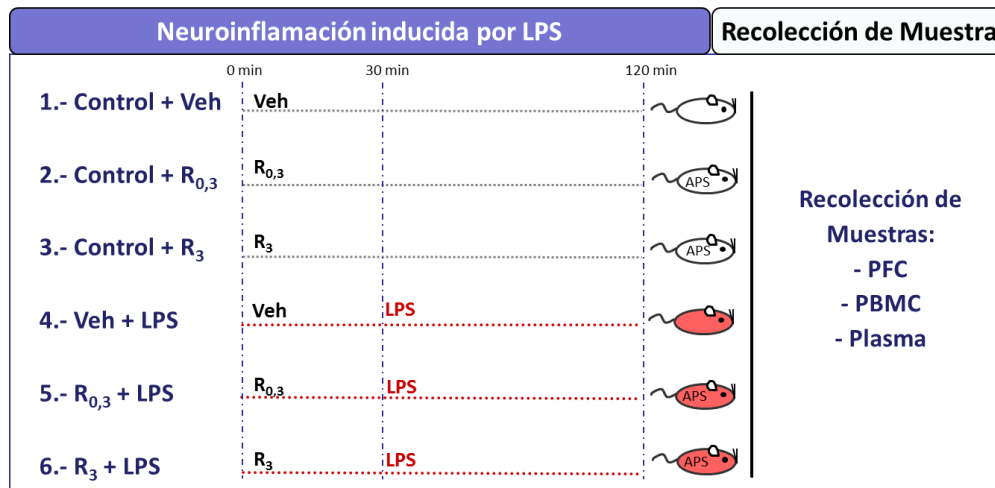 Neuroinflamación inducida por LPS
Recolección de Muestra
0 min
30 min
120 min
1.- Control + Veh
Veh
2.- Control + R0,3
R0,3
APS
3.- Control + R3
R3
APS
4.- Veh + LPS
Veh
LPS
5.- R0,3 + LPS
R0,3
LPS
APS
6.- R3 + LPS
R3
LPS
APS
Recolección de
Muestras:
- PFC
- PBMC
- Plasma